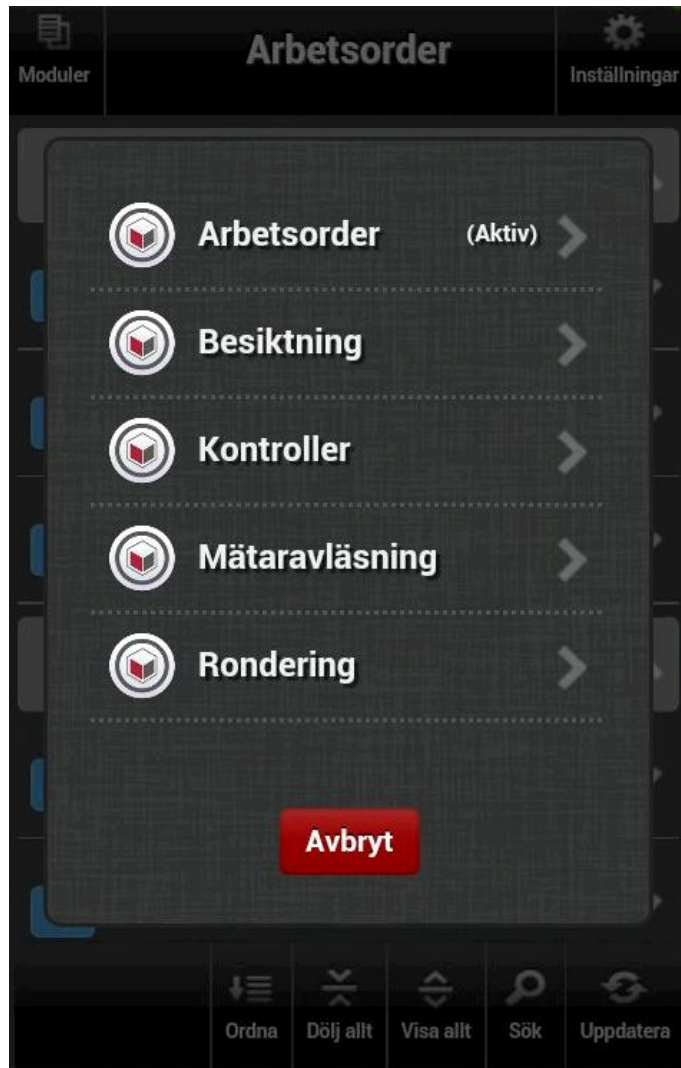 Arbetsorder
Moduler
Inställningar
Arbetsorder (Aktiv)
Besiktning
Kontroller
Mätaravläsning
Rondering
Avbryt
Ordna Dölj allt Visa allt Sök Uppdatera